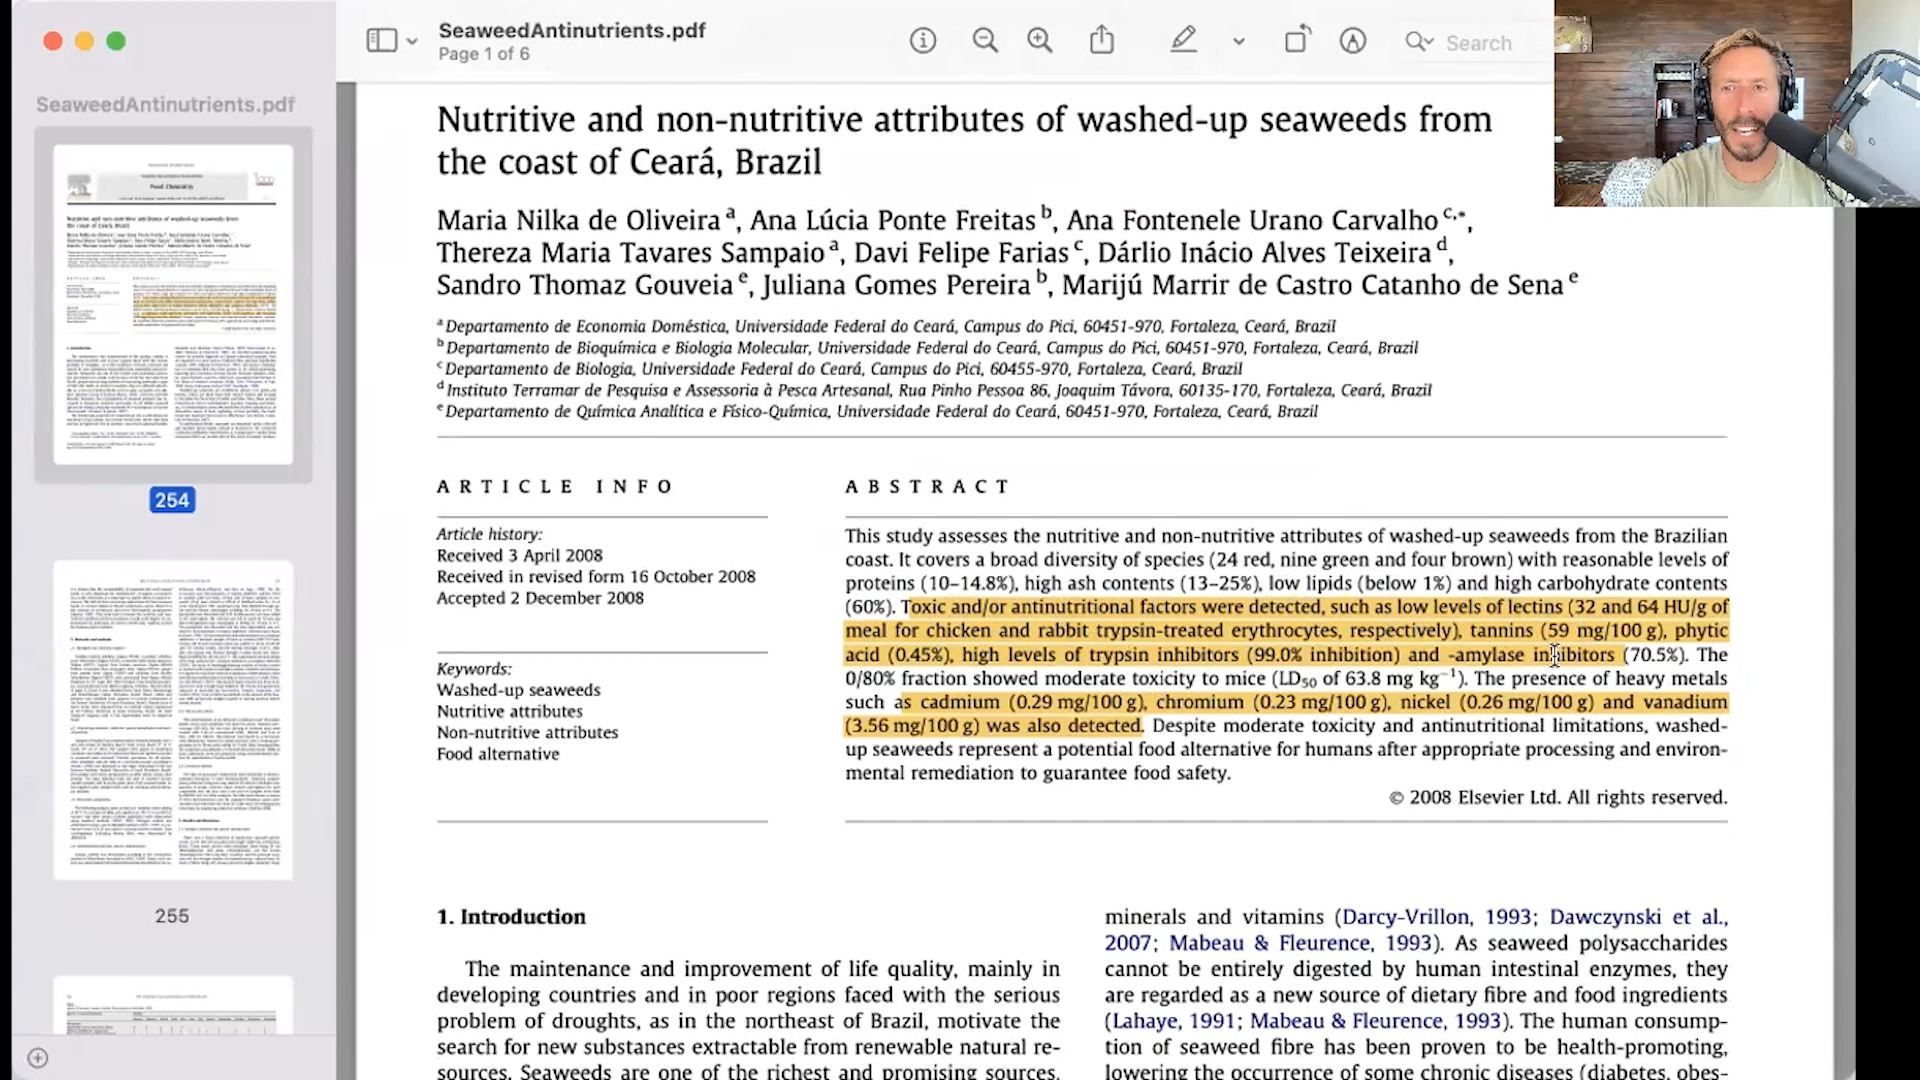 SeaweedAntinutrients.pdf
Page 1 of 6
Search
SeaweedAntinutrients.pdf
Food Chemistry
254
255
Nutritive and non-nutritive attributes of washed-up seaweeds from
the coast of Ceará, Brazil
Maria Nilka de Oliveira a, Ana Lúcia Ponte Freitas b, Ana Fontenele Urano Carvalho c,*,
Thereza Maria Tavares Sampaio a, Davi Felipe Farias c, Dárlio Inácio Alves Teixeira d,
Sandro Thomaz Gouveia e, Juliana Gomes Pereira b, Marijú Marrir de Castro Catanho de Sena e
a Departamento de Economia Doméstica, Universidade Federal do Ceará, Campus do Pici, 60451-970, Fortaleza, Ceará, Brazil
b Departamento de Bioquímica e Biologia Molecular, Universidade Federal do Ceará, Campus do Pici, 60451-970, Fortaleza, Ceará, Brazil
c Departamento de Biologia, Universidade Federal do Ceará, Campus do Pici, 60455-970, Fortaleza, Ceará, Brazil
d Instituto Terramar de Pesquisa e Assessoria à Pesca Artesanal, Rua Pinho Pessoa 86, Joaquim Távora, 60135-170, Fortaleza, Ceará, Brazil
e Departamento de Química Analítica e Físico-Química, Universidade Federal do Ceará, 60451-970, Fortaleza, Ceará, Brazil
ARTICLE INFO
Article history:
Received 3 April 2008
Received in revised form 16 October 2008
Accepted 2 December 2008
Keywords:
Washed-up seaweeds
Nutritive attributes
Non-nutritive attributes
Food alternative
ABSTRACT
This study assesses the nutritive and non-nutritive attributes of washed-up seaweeds from the Brazilian
coast. It covers a broad diversity of species (24 red, nine green and four brown) with reasonable levels of
proteins (10–14.8%), high ash contents (13–25%), low lipids (below 1%) and high carbohydrate contents
(60%). Toxic and/or antinutritional factors were detected, such as low levels of lectins (32 and 64 HU/g of
meal for chicken and rabbit trypsin-treated erythrocytes, respectively), tannins (59 mg/100 g), phytic
acid (0.45%), high levels of trypsin inhibitors (99.0% inhibition) and -amylase inhibitors (70.5%). The
0/80% fraction showed moderate toxicity to mice (LD50 of 63.8 mg kg−1). The presence of heavy metals
such as cadmium (0.29 mg/100 g), chromium (0.23 mg/100 g), nickel (0.26 mg/100 g) and vanadium
(3.56 mg/100 g) was also detected. Despite moderate toxicity and antinutritional limitations, washed-
up seaweeds represent a potential food alternative for humans after appropriate processing and environ-
mental remediation to guarantee food safety.
© 2008 Elsevier Ltd. All rights reserved.
1. Introduction
The maintenance and improvement of life quality, mainly in
developing countries and in poor regions faced with the serious
problem of droughts, as in the northeast of Brazil, motivate the
search for new substances extractable from renewable natural re-
sources. Seaweeds are one of the richest and promising sources,
minerals and vitamins (Darcy-Vrillon, 1993; Dawczynski et al.,
2007; Mabeau & Fleurence, 1993). As seaweed polysaccharides
cannot be entirely digested by human intestinal enzymes, they
are regarded as a new source of dietary fibre and food ingredients
(Lahaye, 1991; Mabeau & Fleurence, 1993). The human consump-
tion of seaweed fibre has been proven to be health-promoting,
lowering the occurrence of some chronic diseases (diabetes, obes-